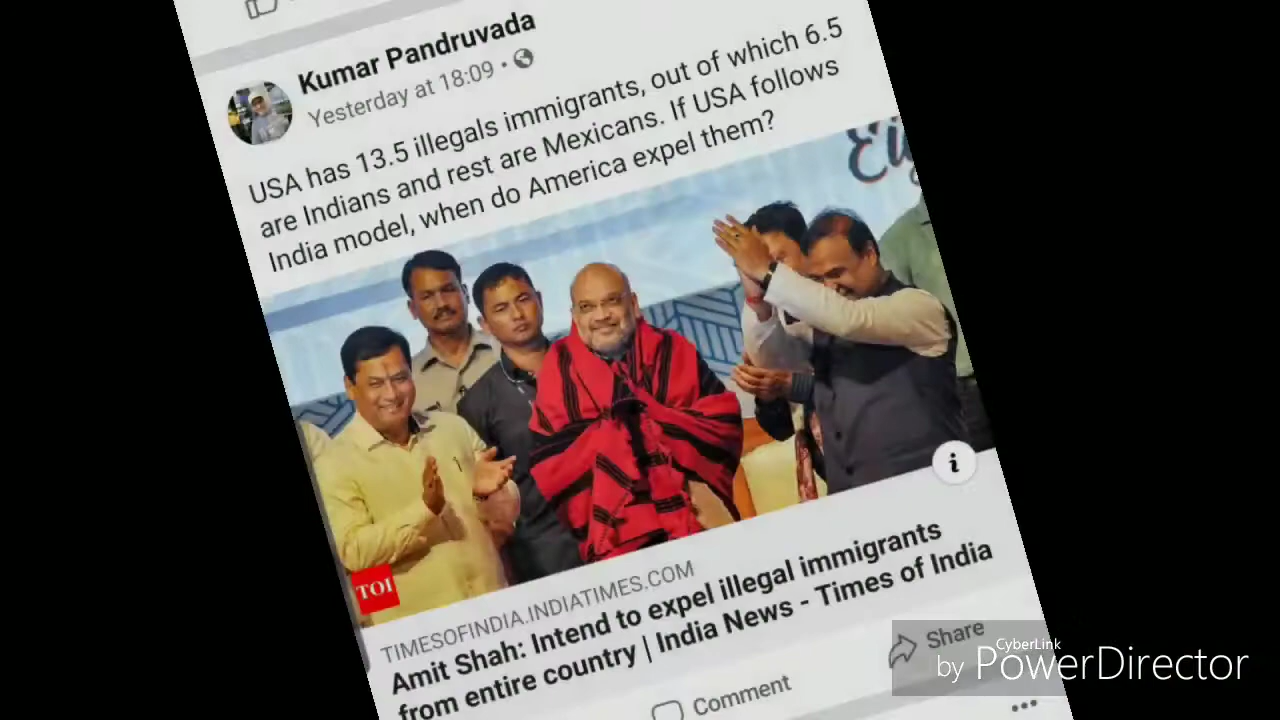 Kumar Pandruvada
Yesterday at 18:09 •
USA has 13.5 illegals immigrants, out of which 6.5
are Indians and rest are Mexicans. If USA follows
India model, when do America expel them?
TOI
TIMESOFINDIA.INDIATIMES.COM
Amit Shah: Intend to expel illegal immigrants
from entire country | India News - Times of India
Share
Comment
CyberLink
by PowerDirector